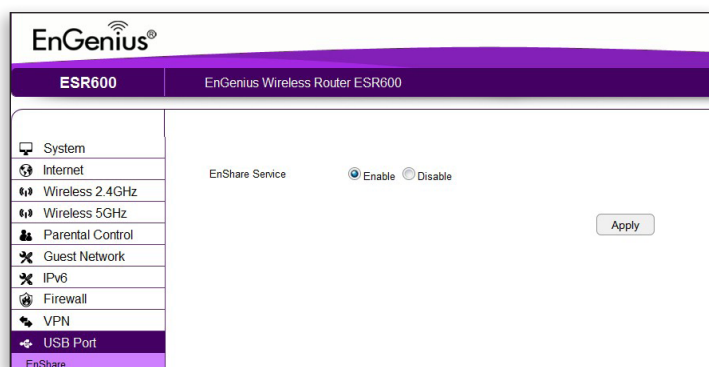 EnGenius®
ESR600 EnGenius Wireless Router ESR600
System
Internet
EnShare Service Enable Disable
Wireless 2.4GHz
Wireless 5GHz
Apply
Parental Control
Guest Network
IPv6
Firewall
VPN
USB Port
EnShare